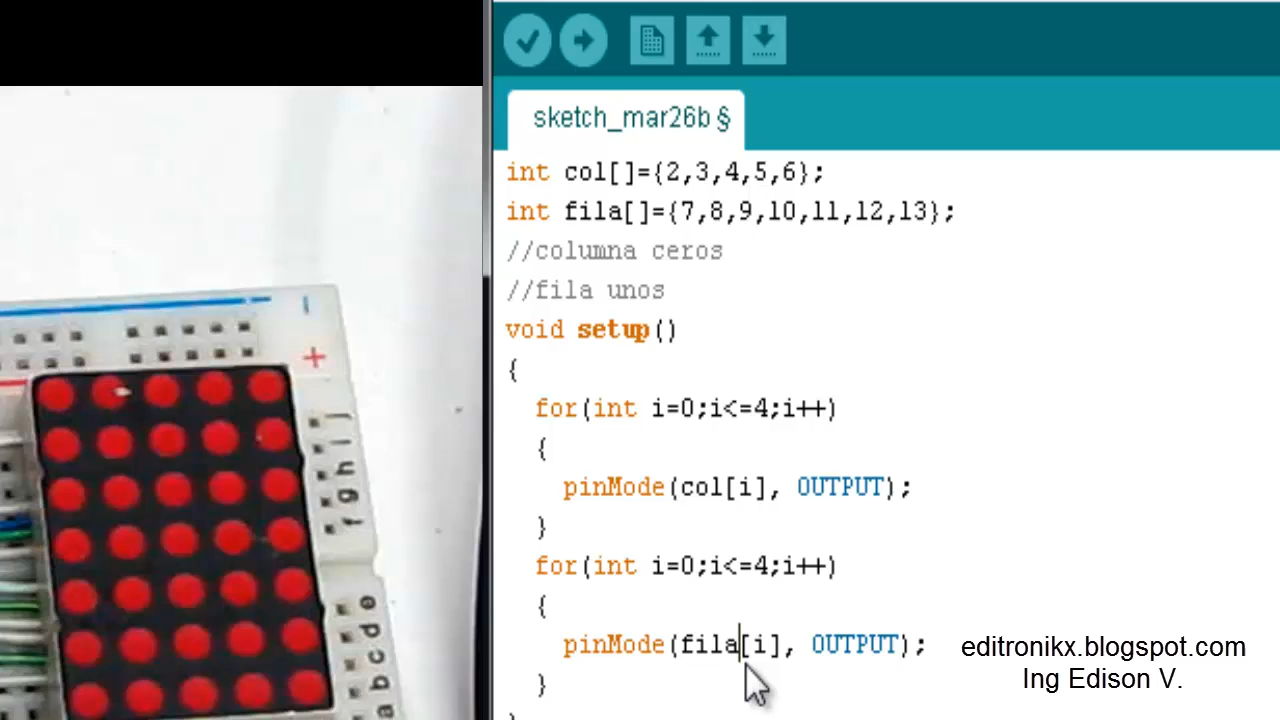 sketch_mar26b §
int col[]={2,3,4,5,6};
int fila[]={7,8,9,10,11,12,13};
//columna ceros
//fila unos
void setup()
{
for(int i=0;i<=4;i++)
{
pinMode(col[i], OUTPUT);
}
for(int i=0;i<=4;i++)
{
pinMode(fila[i], OUTPUT);
}
editronikx.blogspot.com
Ing Edison V.
+
j
i
h
g
f
e
d
c
b
a